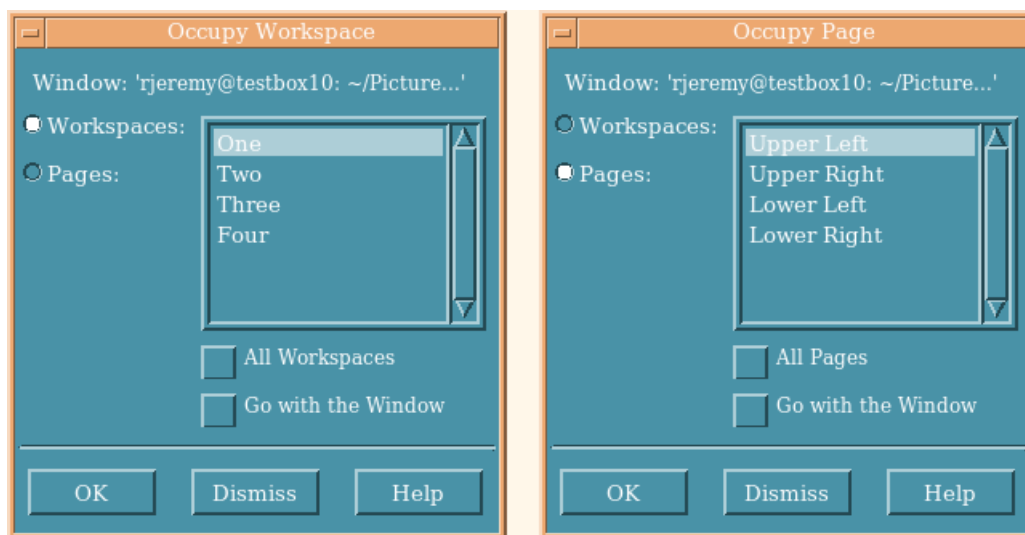 Occupy Workspace
Window: 'rjeremy@testbox10: ~/Picture...'
Workspaces:
Pages:
One
Two
Three
Four
All Workspaces
Go with the Window
OK Dismiss Help
Occupy Page
Window: 'rjeremy@testbox10: ~/Picture...'
Workspaces:
Pages:
Upper Left
Upper Right
Lower Left
Lower Right
All Pages
Go with the Window
OK Dismiss Help